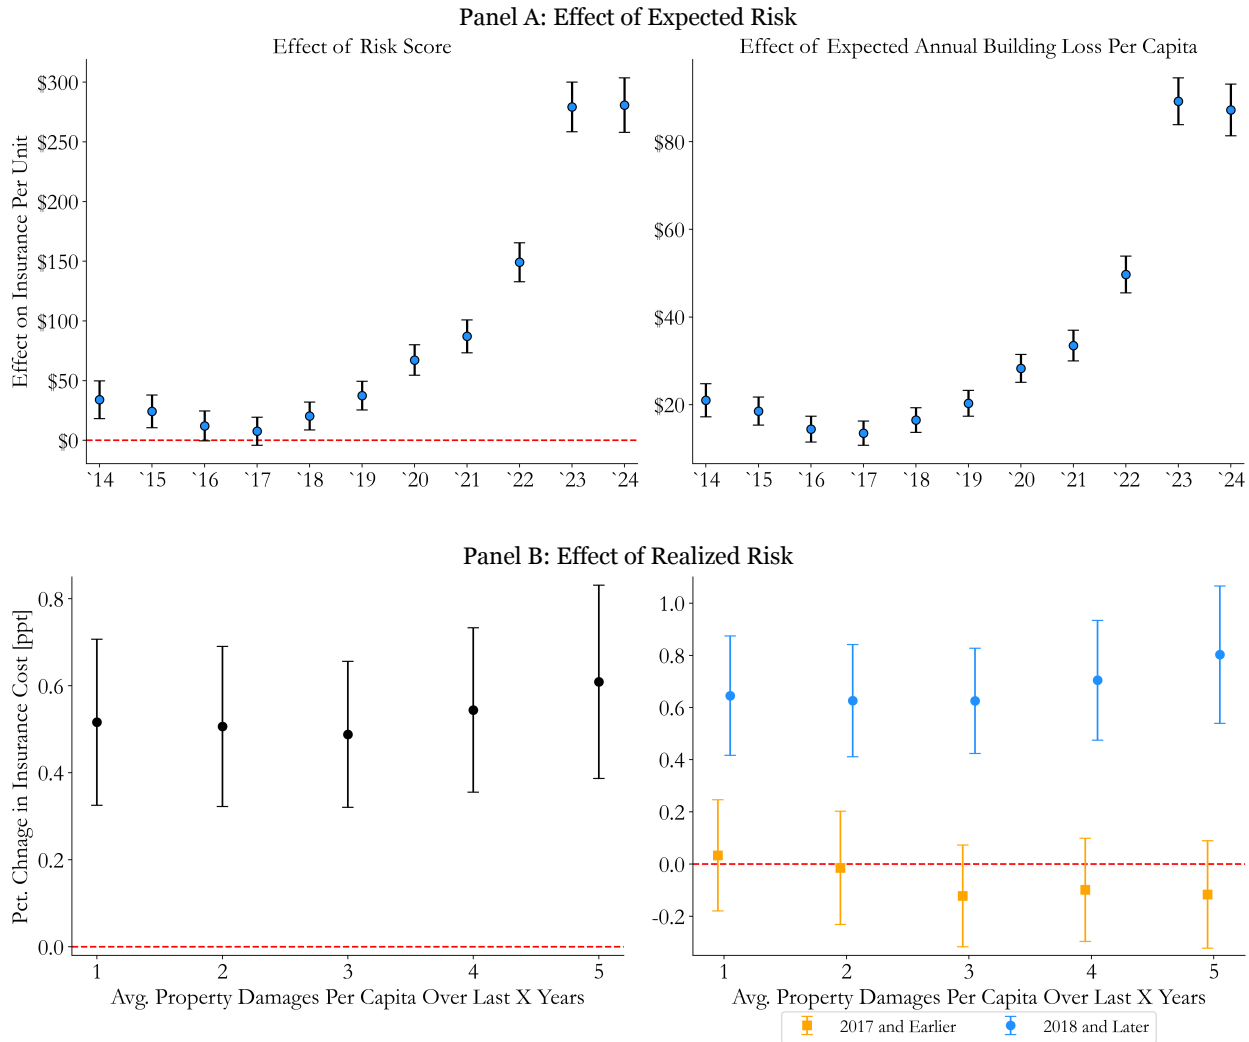 Panel A: Effect of Expected Risk
Effect of Risk Score
Effect on Insurance Per Unit
$300
$250
$200
$150
$100
$50
$0
`14 `15 `16 `17 `18 `19 `20 `21 `22 `23 `24
Effect of Expected Annual Building Loss Per Capita
$80
$60
$40
$20
`14 `15 `16 `17 `18 `19 `20 `21 `22 `23 `24
Panel B: Effect of Realized Risk
Pct. Chnage in Insurance Cost [ppt]
0.8
0.6
0.4
0.2
0.0
1 2 3 4 5
Avg. Property Damages Per Capita Over Last X Years
1.0
0.8
0.6
0.4
0.2
0.0
-0.2
1 2 3 4 5
Avg. Property Damages Per Capita Over Last X Years
2017 and Earlier 2018 and Later